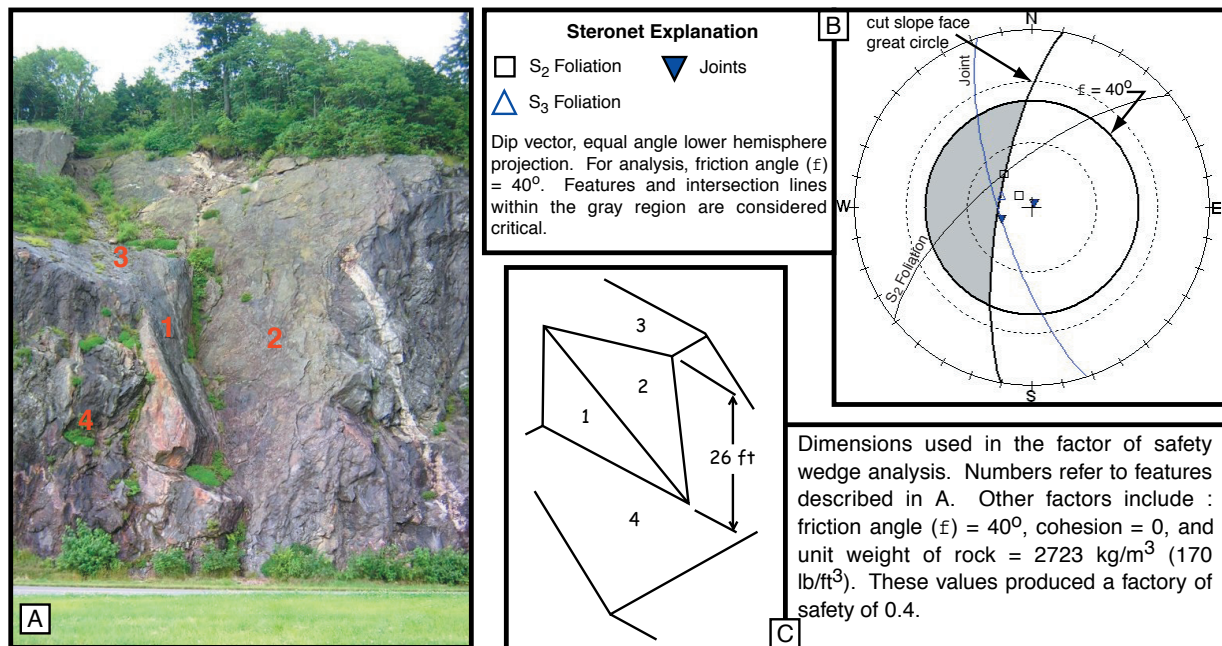 3
1
2
4
A
Steronet Explanation
S2 Foliation
Joints
S3 Foliation
Dip vector, equal angle lower hemisphere
projection. For analysis, friction angle (f)
= 40o. Features and intersection lines
within the gray region are considered
critical.
B
cut slope face
great circle
N
Joint
f = 40o
W
E
S2 Foliation
S
3
2
1
26 ft
4
C
Dimensions used in the factor of safety
wedge analysis. Numbers refer to features
described in A. Other factors include :
friction angle (f) = 40o, cohesion = 0, and
unit weight of rock = 2723 kg/m3 (170
lb/ft3). These values produced a factory of
safety of 0.4.